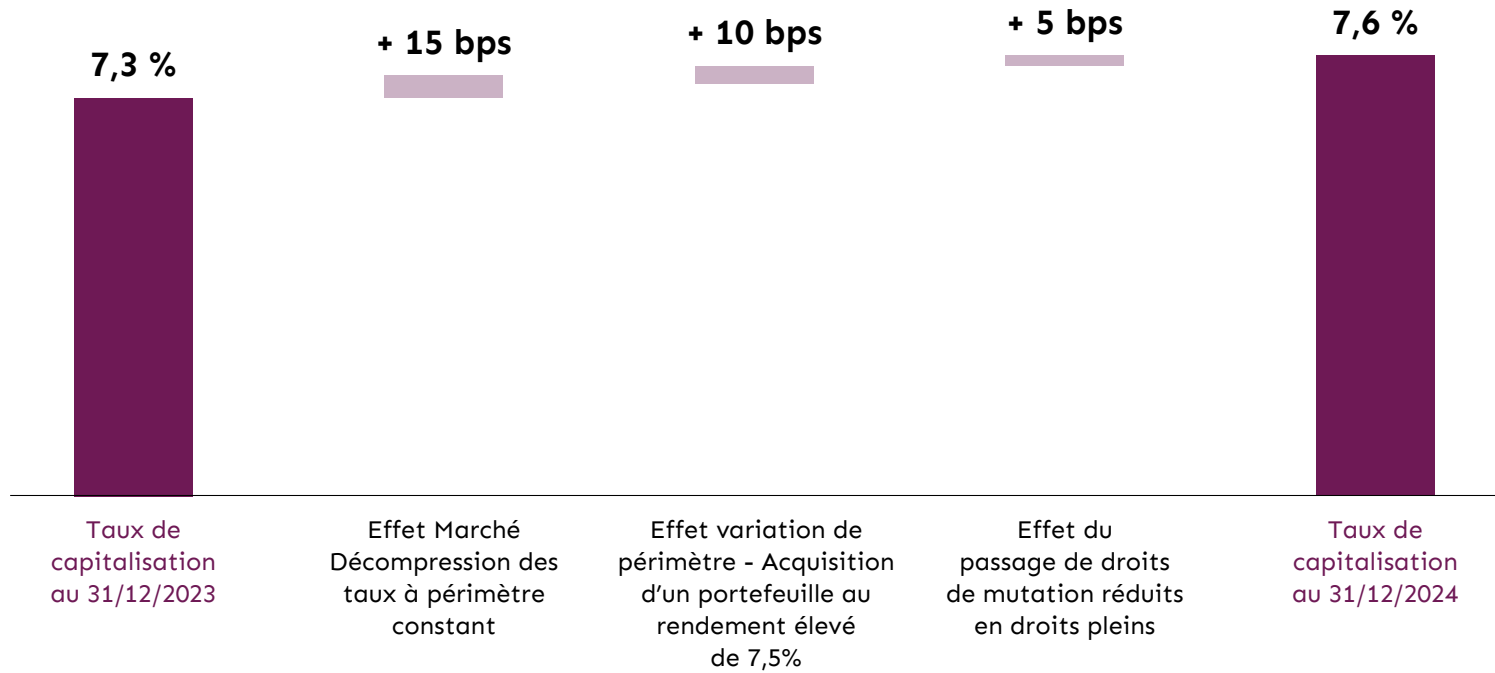 7,3 %
+ 15 bps
+ 10 bps
+ 5 bps
7,6 %
Taux de
capitalisation
au 31/12/2023
Effet Marché
Décompression des
taux à périmètre
constant
Effet variation de
périmètre - Acquisition
d’un portefeuille au
rendement élevé
de 7,5%
Effet du
passage de droits
de mutation réduits
en droits pleins
Taux de
capitalisation
au 31/12/2024